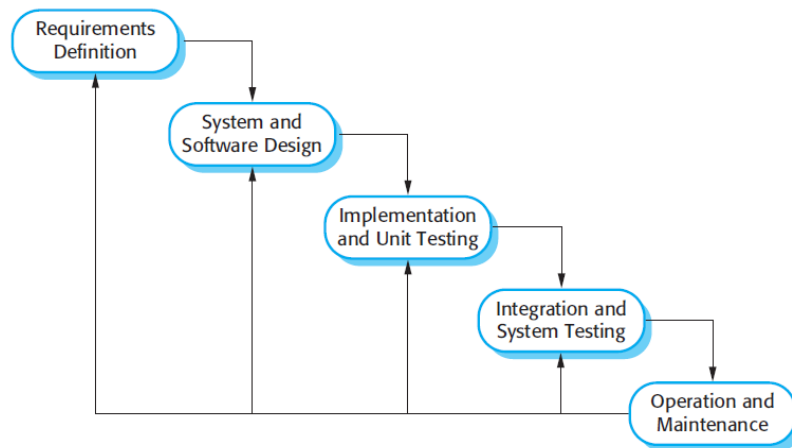 Requirements
Definition
System and
Software Design
Implementation
and Unit Testing
Integration and
System Testing
Operation and
Maintenance